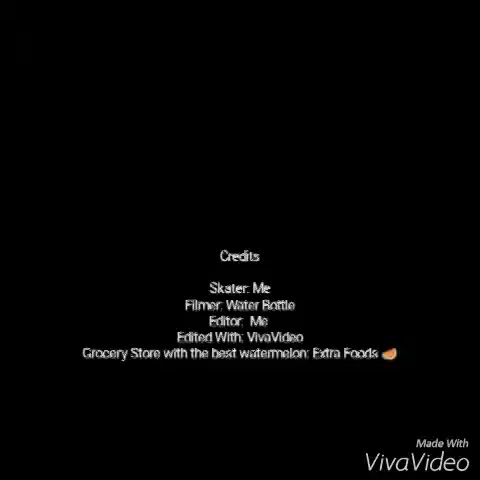 Credits
Skater: Me
Filmer: Water Bottle
Editor: Me
Edited With: VivaVideo
Grocery Store with the best watermelon: Extra Foods 🍉
Made With
VivaVideo